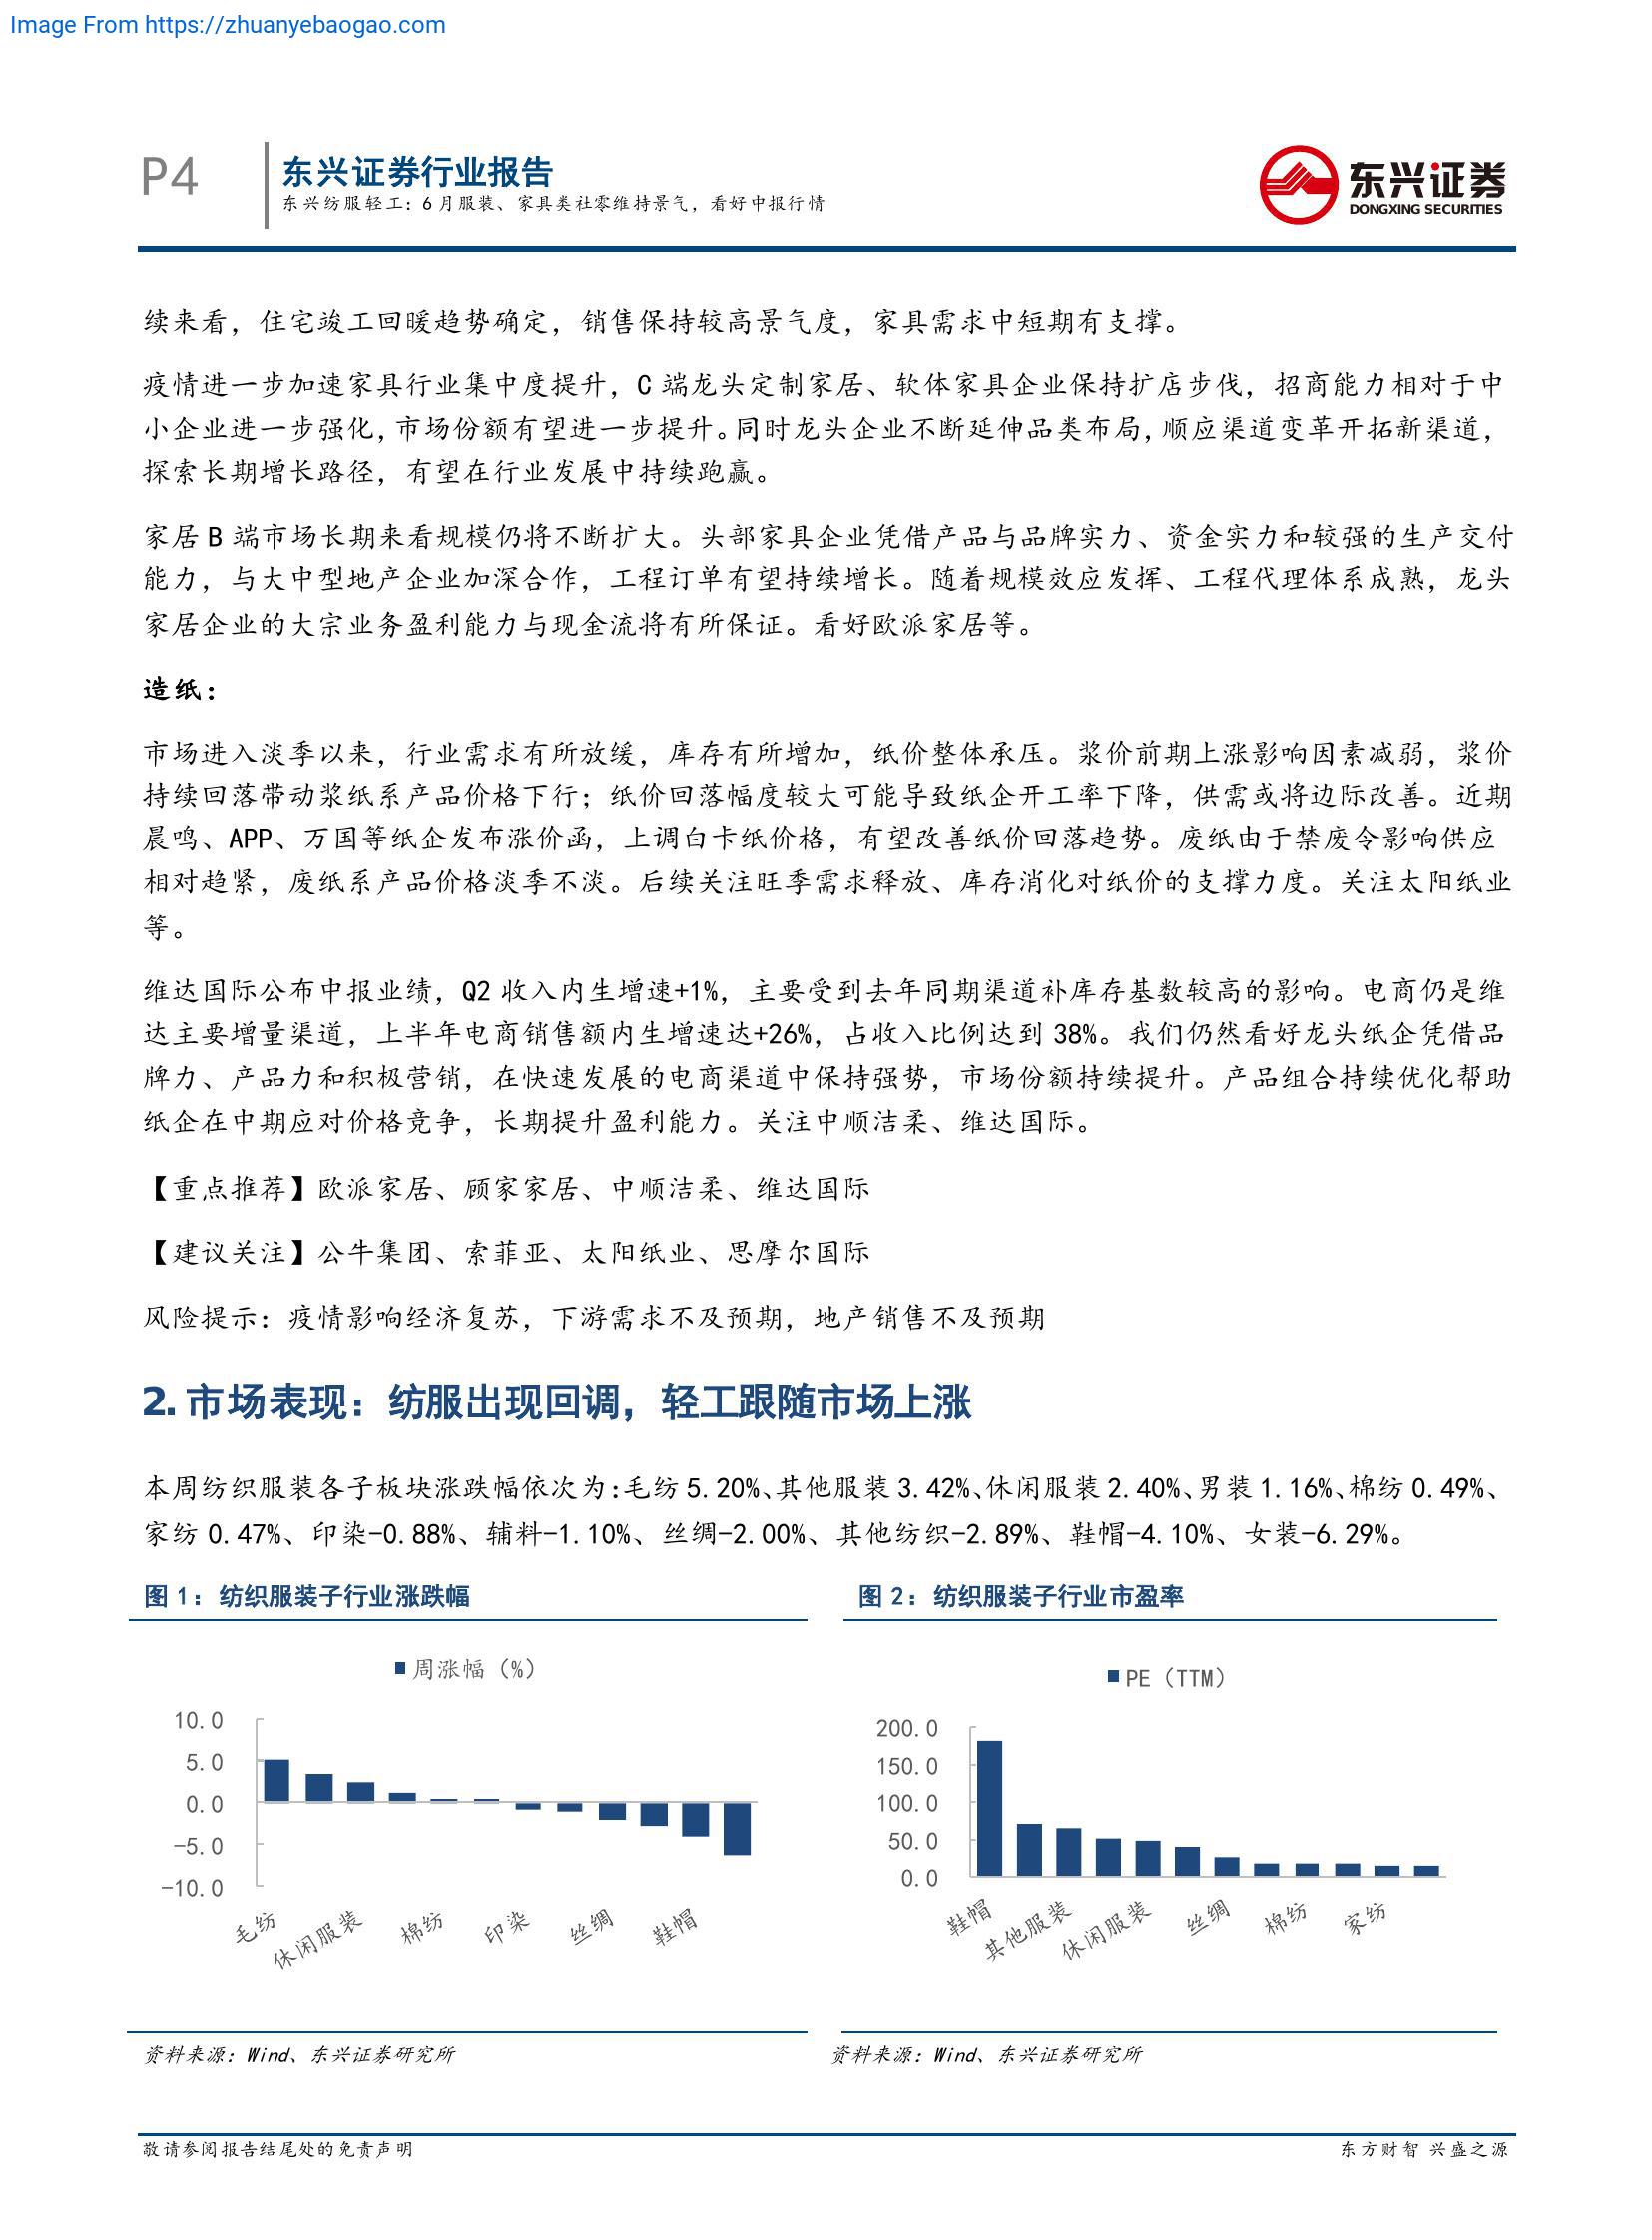 Image From https://zhuanyebaogao.com
P4
东兴证券行业报告
东兴纺服轻工：6 月服装、家具类社零维持景气，看好中报行情
东兴证券
DONGXING SECURITIES
续来看，住宅竣工回暖趋势确定，销售保持较高景气度，家具需求中短期有支撑。
疫情进一步加速家具行业集中度提升，C 端龙头定制家居、软体家具企业保持扩店步伐，招商能力相对于中
小企业进一步强化，市场份额有望进一步提升。同时龙头企业不断延伸品类布局，顺应渠道变革开拓新渠道，
探索长期增长路径，有望在行业发展中持续跑赢。
家居 B 端市场长期来看规模仍将不断扩大。头部家具企业凭借产品与品牌实力、资金实力和较强的生产交付
能力，与大中型地产企业加深合作，工程订单有望持续增长。随着规模效应发挥、工程代理体系成熟，龙头
家居企业的大宗业务盈利能力与现金流将有所保证。看好欧派家居等。
造纸：
市场进入淡季以来，行业需求有所放缓，库存有所增加，纸价整体承压。浆价前期上涨影响因素减弱，浆价
持续回落带动浆纸系产品价格下行；纸价回落幅度较大可能导致纸企开工率下降，供需或将边际改善。近期
晨鸣、APP、万国等纸企发布涨价函，上调白卡纸价格，有望改善纸价回落趋势。废纸由于禁废令影响供应
相对趋紧，废纸系产品价格淡季不淡。后续关注旺季需求释放、库存消化对纸价的支撑力度。关注太阳纸业
等。
维达国际公布中报业绩，Q2 收入内生增速+1%，主要受到去年同期渠道补库存基数较高的影响。电商仍是维
达主要增量渠道，上半年电商销售额内生增速达+26%，占收入比例达到 38%。我们仍然看好龙头纸企凭借品
牌力、产品力和积极营销，在快速发展的电商渠道中保持强势，市场份额持续提升。产品组合持续优化帮助
纸企在中期应对价格竞争，长期提升盈利能力。关注中顺洁柔、维达国际。
【重点推荐】欧派家居、顾家家居、中顺洁柔、维达国际
【建议关注】公牛集团、索菲亚、太阳纸业、思摩尔国际
风险提示：疫情影响经济复苏，下游需求不及预期，地产销售不及预期
2. 市场表现：纺服出现回调，轻工跟随市场上涨
本周纺织服装各子板块涨跌幅依次为：毛纺 5.20%、其他服装 3.42%、休闲服装 2.40%、男装 1.16%、棉纺 0.49%、
家纺 0.47%、印染-0.88%、辅料-1.10%、丝绸-2.00%、其他纺织-2.89%、鞋帽-4.10%、女装-6.29%。
图 1：纺织服装子行业涨跌幅
周涨幅（%）
10.0
5.0
0.0
-5.0
-10.0
毛纺
休闲服装
棉纺
印染
丝绸
鞋帽
资料来源：Wind、东兴证券研究所
图 2：纺织服装子行业市盈率
PE（TTM）
200.0
150.0
100.0
50.0
0.0
鞋帽
其他服装
休闲服装
丝绸
棉纺
家纺
资料来源：Wind、东兴证券研究所
敬请参阅报告结尾处的免责声明
东方财智 兴盛之源